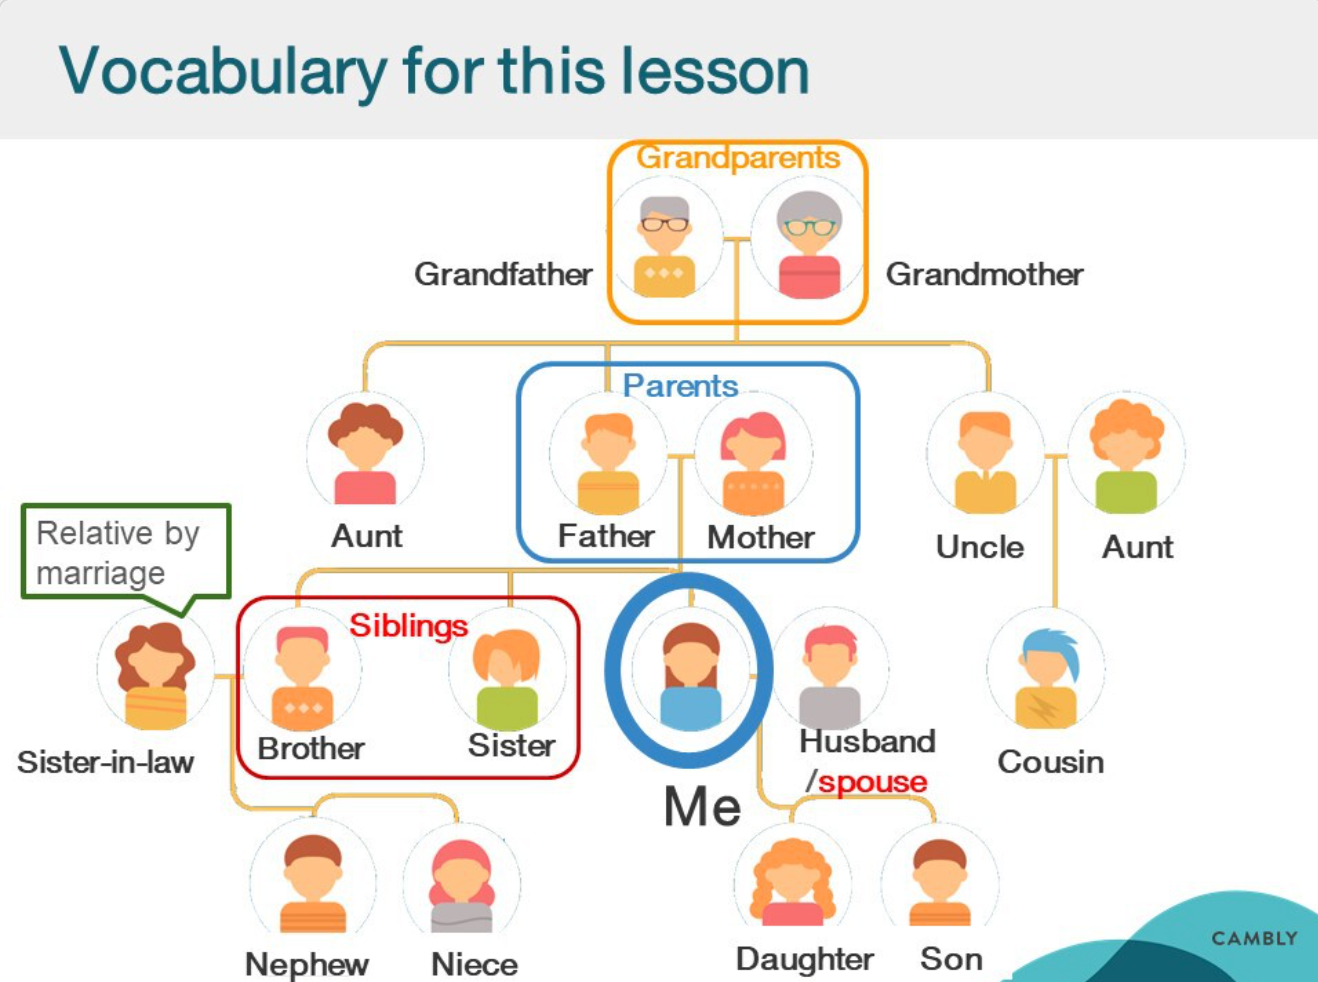 Vocabulary for this lesson
Grandparents
Grandfather
Grandmother
Parents
Aunt
Father
Mother
Uncle
Aunt
Relative by
marriage
Siblings
Sister-in-law
Brother
Sister
Me
Husband
/spouse
Cousin
Nephew
Niece
Daughter
Son
CAMBLY